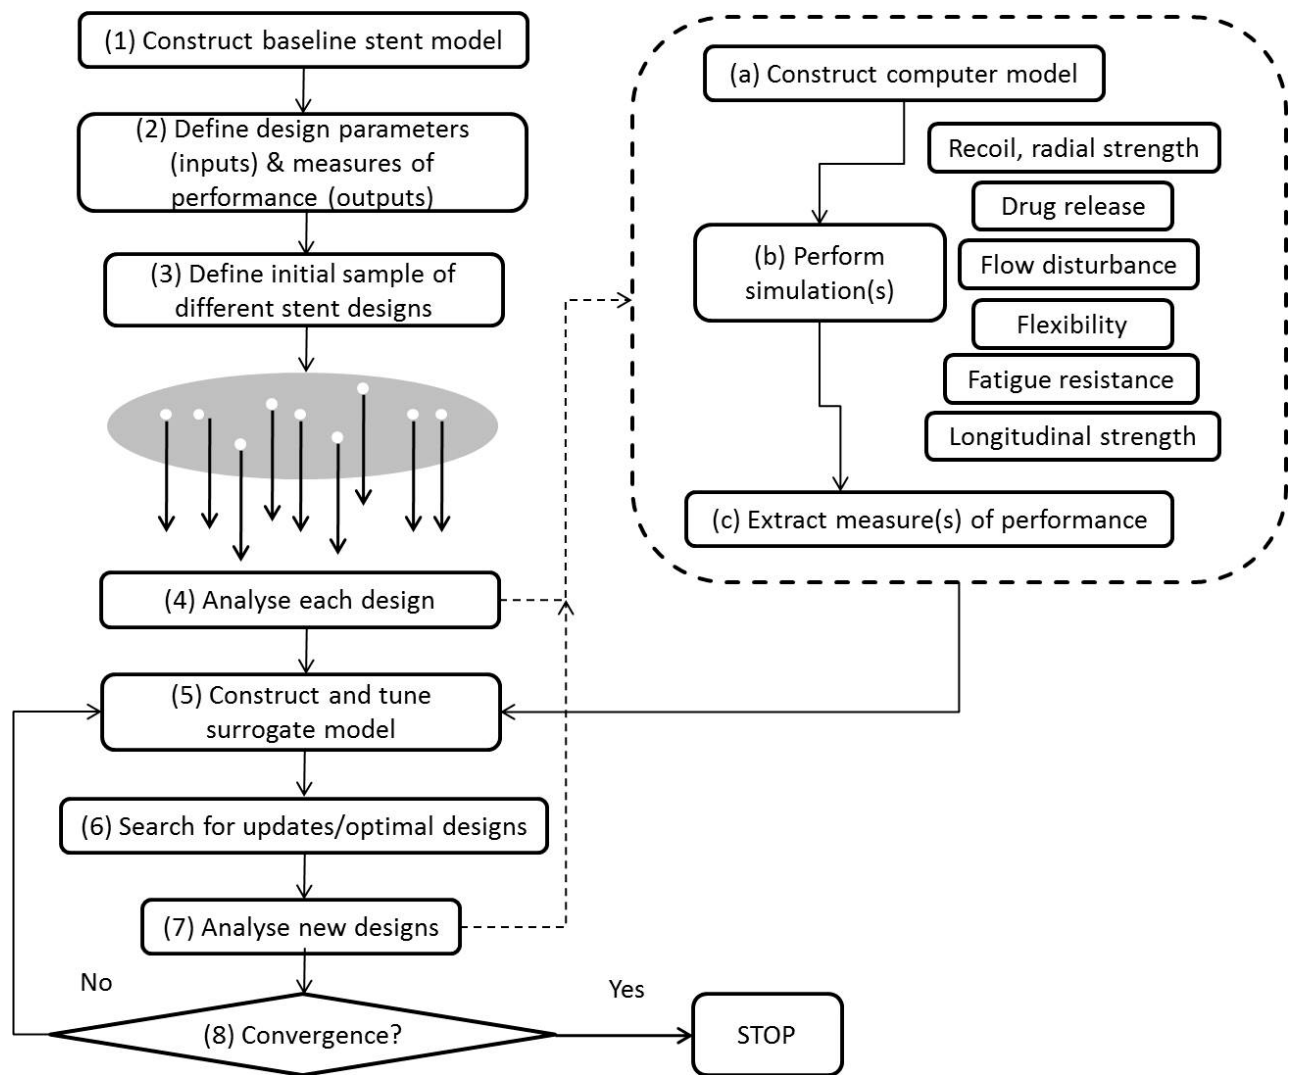 (1) Construct baseline stent model
(2) Define design parameters
(inputs) & measures of
performance (outputs)
(3) Define initial sample of
different stent designs
(4) Analyse each design
(5) Construct and tune
surrogate model
(6) Search for updates/optimal designs
(7) Analyse new designs
No
(8) Convergence?
Yes
STOP
(a) Construct computer model
Recoil, radial strength
Drug release
(b) Perform
simulation(s)
Flow disturbance
Flexibility
Fatigue resistance
Longitudinal strength
(c) Extract measure(s) of performance